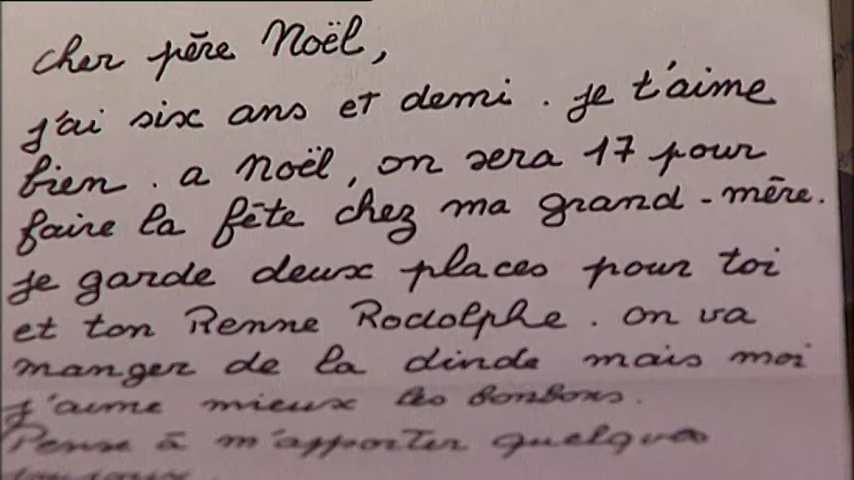 cher père Noël,
j'ai six ans et demi. je t'aime
bien. a Noël, on sera 17 pour
faire la fête chez ma grand-mère.
je garde deux places pour toi
et ton Renne Rodolphe. on va
manger de la dinde mais moi
j'aime mieux les bonbons.
Pense à m'apporter quelques